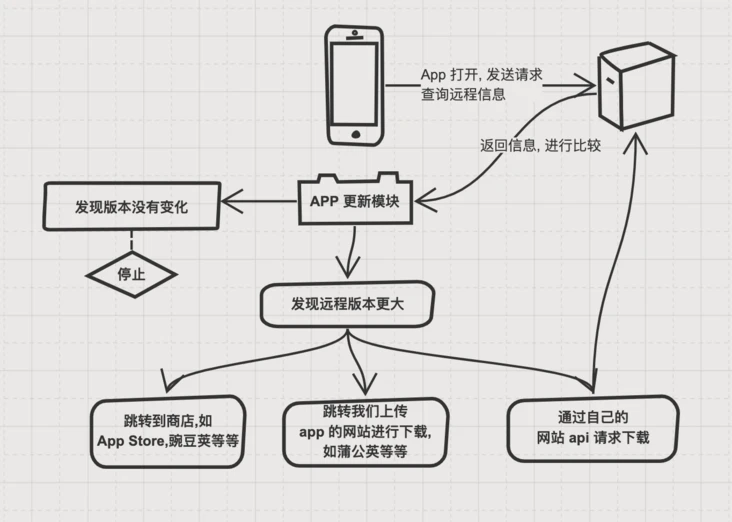 App 打开, 发送请求
查询远程信息
返回信息, 进行比较
发现版本没有变化
APP 更新模块
停止
发现远程版本更大
跳转到商店,如
App Store,豌豆荚等等
跳转我们上传
app 的网站进行下载,
如蒲公英等等
通过自己的
网站 api 请求下载